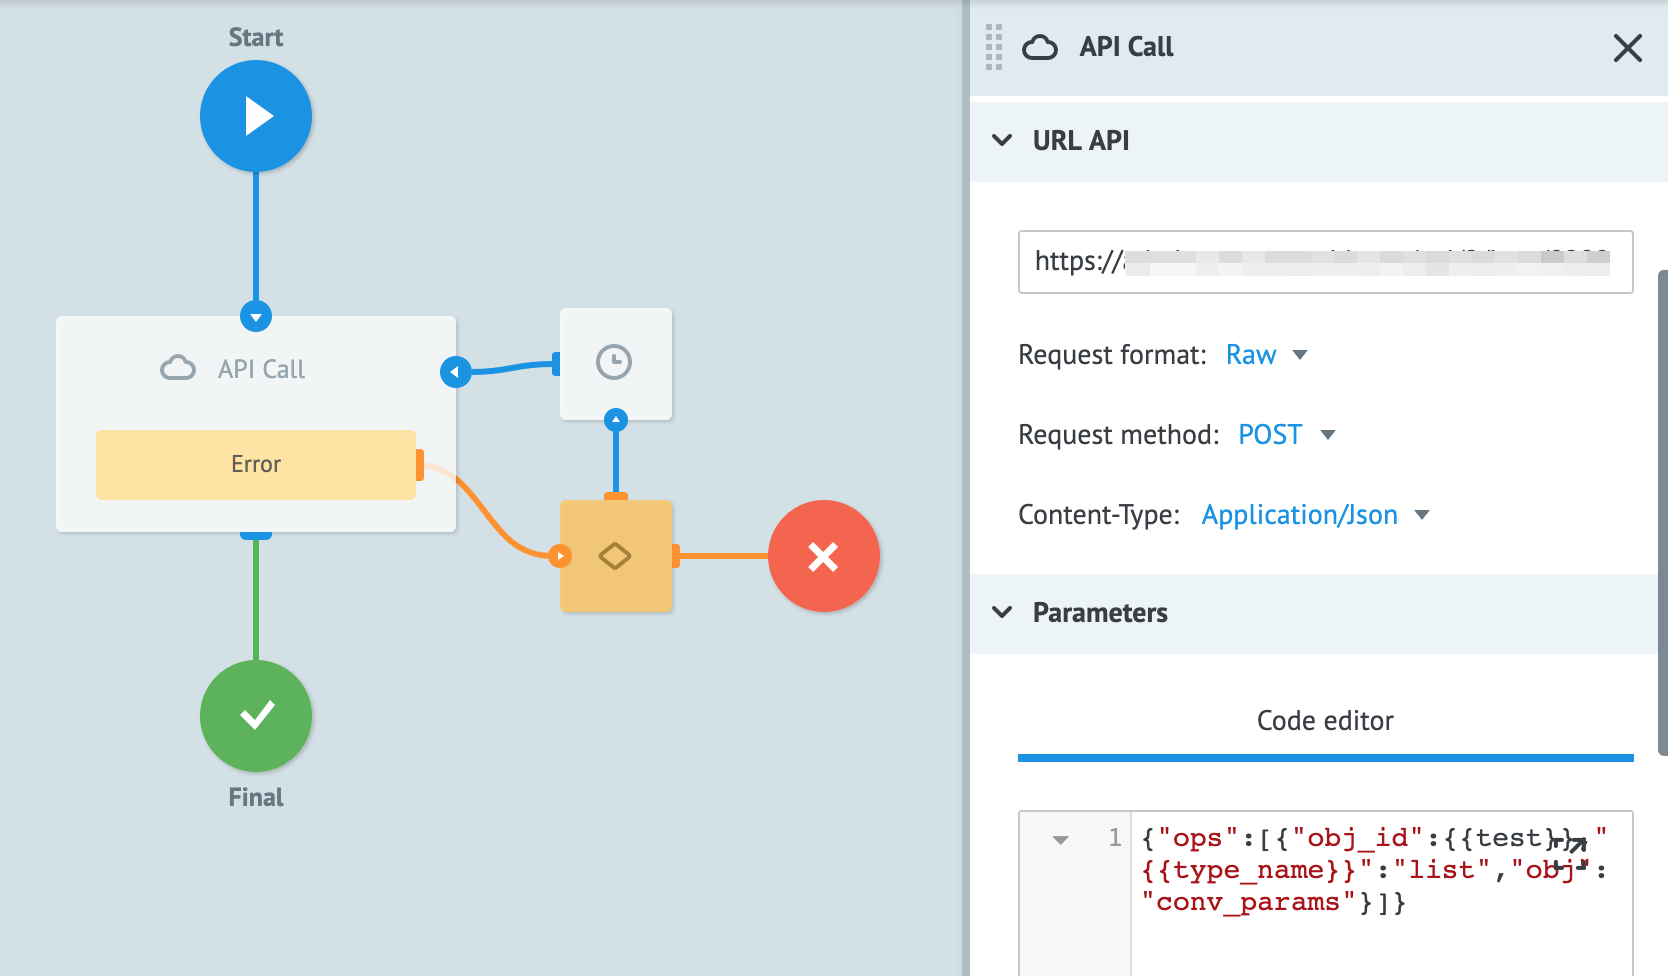 Start
API Call
Error
Final
API Call
URL API
https://
Request format: Raw
Request method: POST
Content-Type: Application/Json
Parameters
Code editor
1 {"ops":[{"obj_id":{{test}},"
{{type_name}}":"list","obj":
"conv_params"}]}